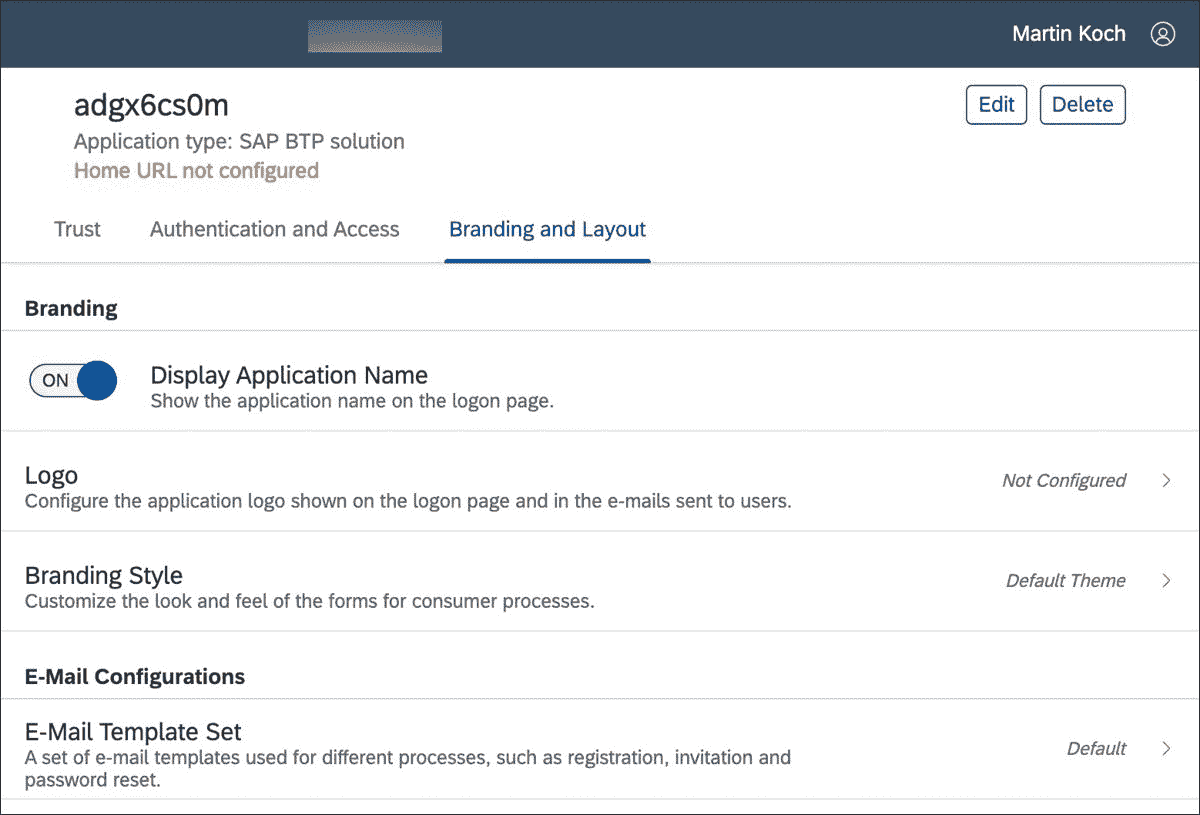 Martin Koch
adgx6cs0m
Edit
Delete
Application type: SAP BTP solution
Home URL not configured
Trust
Authentication and Access
Branding and Layout
Branding
ON
Display Application Name
Show the application name on the logon page.
Logo
Configure the application logo shown on the logon page and in the e-mails sent to users.
Not Configured
Branding Style
Customize the look and feel of the forms for consumer processes.
Default Theme
E-Mail Configurations
E-Mail Template Set
A set of e-mail templates used for different processes, such as registration, invitation and
password reset.
Default